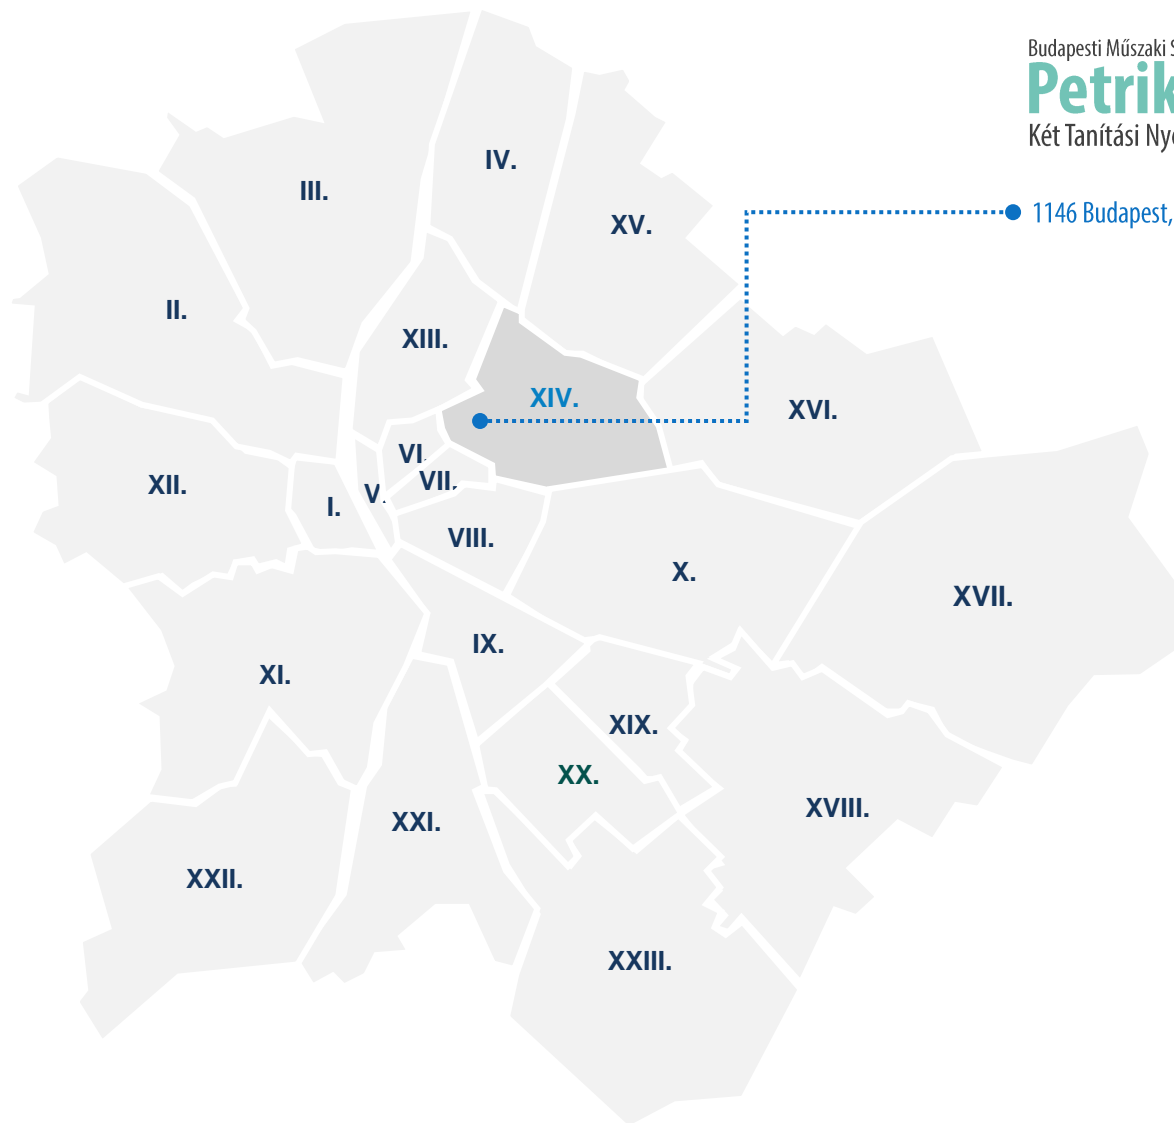 Budapesti Műszaki
Petrik
Két Tanítási
1146 Budapest,
IV.
III.
XV.
II.
XIII.
XIV.
XVI.
VI.
VII.
XII.
V.
I.
VIII.
X.
XVII.
IX.
XI.
XIX.
XX.
XVIII.
XXI.
XXII.
XXIII.